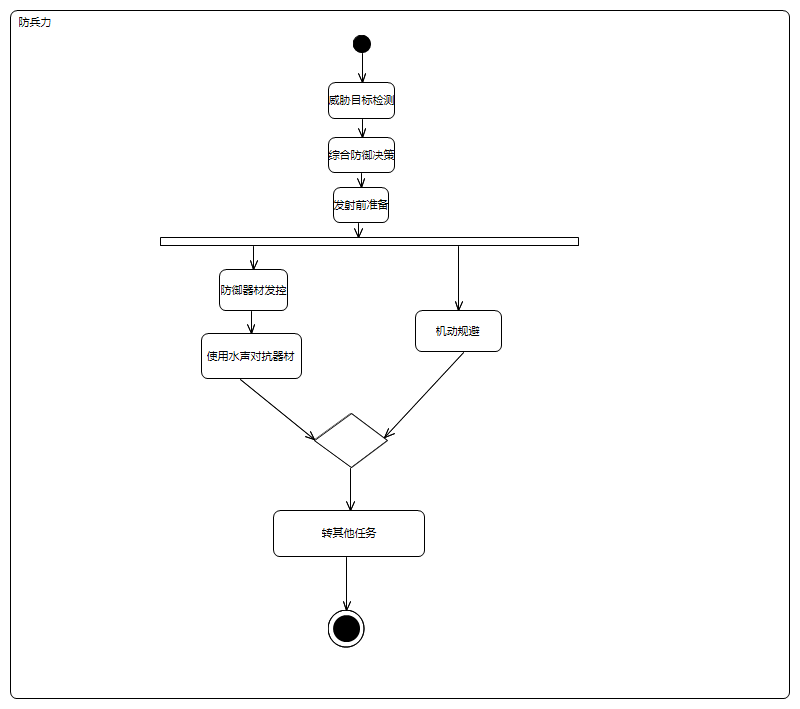 防兵力
威胁目标检测
综合防御决策
发射前准备
防御器材发控
机动规避
使用水声对抗器材
转其他任务